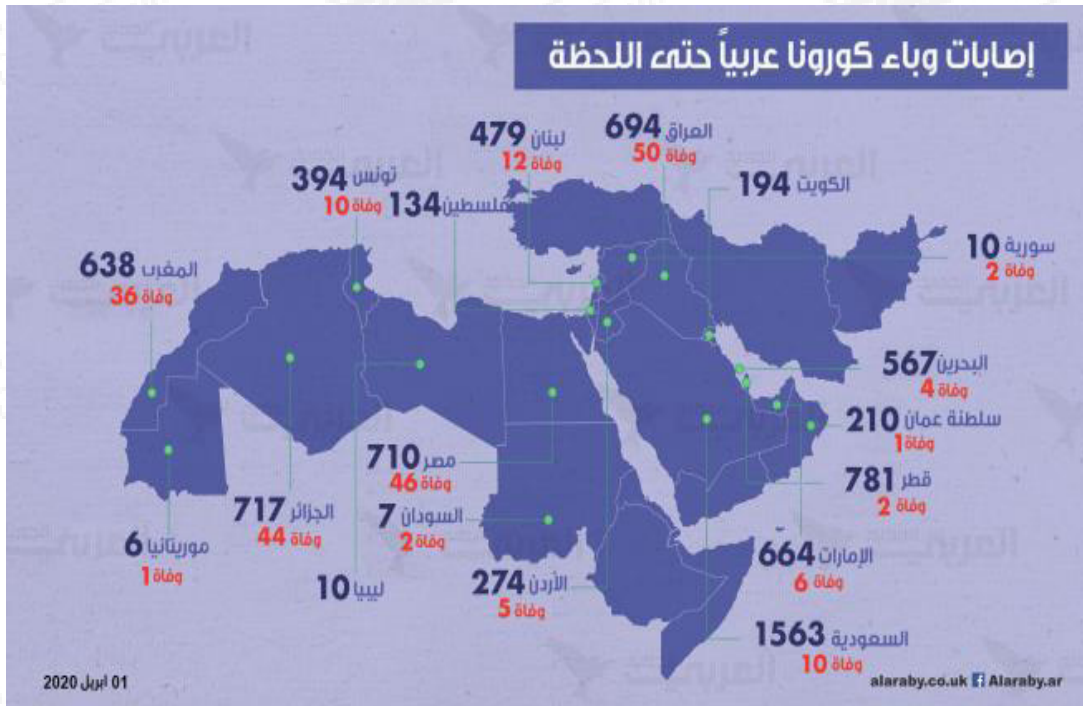 إصابات وباء كورونا عربياً حتى اللحظة
العراق 694
50 وفاة
لبنان 479
12 وفاة
الكويت 194
تونس 394
10 وفاة
فلسطين 134
سورية 10
2 وفاة
المغرب 638
36 وفاة
البحرين 567
4 وفاة
سلطنة عمان 210
1 وفاة
مصر 710
46 وفاة
قطر 781
2 وفاة
الجزائر 717
44 وفاة
السودان 7
2 وفاة
موريتانيا 6
1 وفاة
الإمارات 664
6 وفاة
ليبيا 10
الأردن 274
5 وفاة
السعودية 1563
10 وفاة
01 ابريل 2020
alaraby.co.uk f Alaraby.ar
العربي